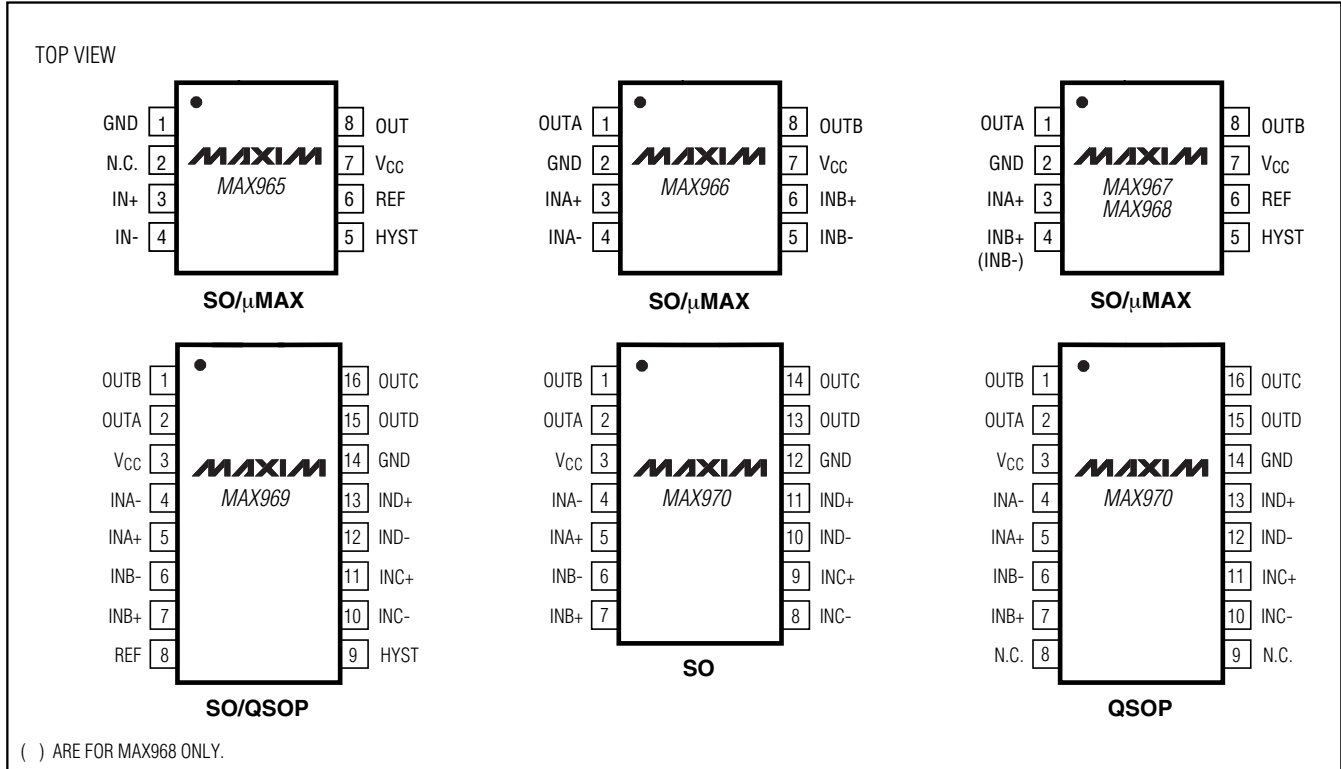 TOP VIEW
GND 1
N.C. 2
IN+ 3
IN- 4
8 OUT
7 VCC
6 REF
5 HYST
MAXIM
MAX965
SO/µMAX
OUTA 1
GND 2
INA+ 3
INA- 4
8 OUTB
7 VCC
6 INB+
5 INB-
MAXIM
MAX966
SO/µMAX
OUTA 1
GND 2
INA+ 3
INB+ 4
(INB-)
8 OUTB
7 VCC
6 REF
5 HYST
MAXIM
MAX967
MAX968
SO/µMAX
OUTB 1
OUTA 2
VCC 3
INA- 4
INA+ 5
INB- 6
INB+ 7
REF 8
16 OUTC
15 OUTD
14 GND
13 IND+
12 IND-
11 INC+
10 INC-
9 HYST
MAXIM
MAX969
SO/QSOP
OUTB 1
OUTA 2
VCC 3
INA- 4
INA+ 5
INB- 6
INB+ 7
14 OUTC
13 OUTD
12 GND
11 IND+
10 IND-
9 INC+
8 INC-
MAXIM
MAX970
SO
OUTB 1
OUTA 2
VCC 3
INA- 4
INA+ 5
INB- 6
INB+ 7
N.C. 8
16 OUTC
15 OUTD
14 GND
13 IND+
12 IND-
11 INC+
10 INC-
9 N.C.
MAXIM
MAX970
QSOP
( ) ARE FOR MAX968 ONLY.